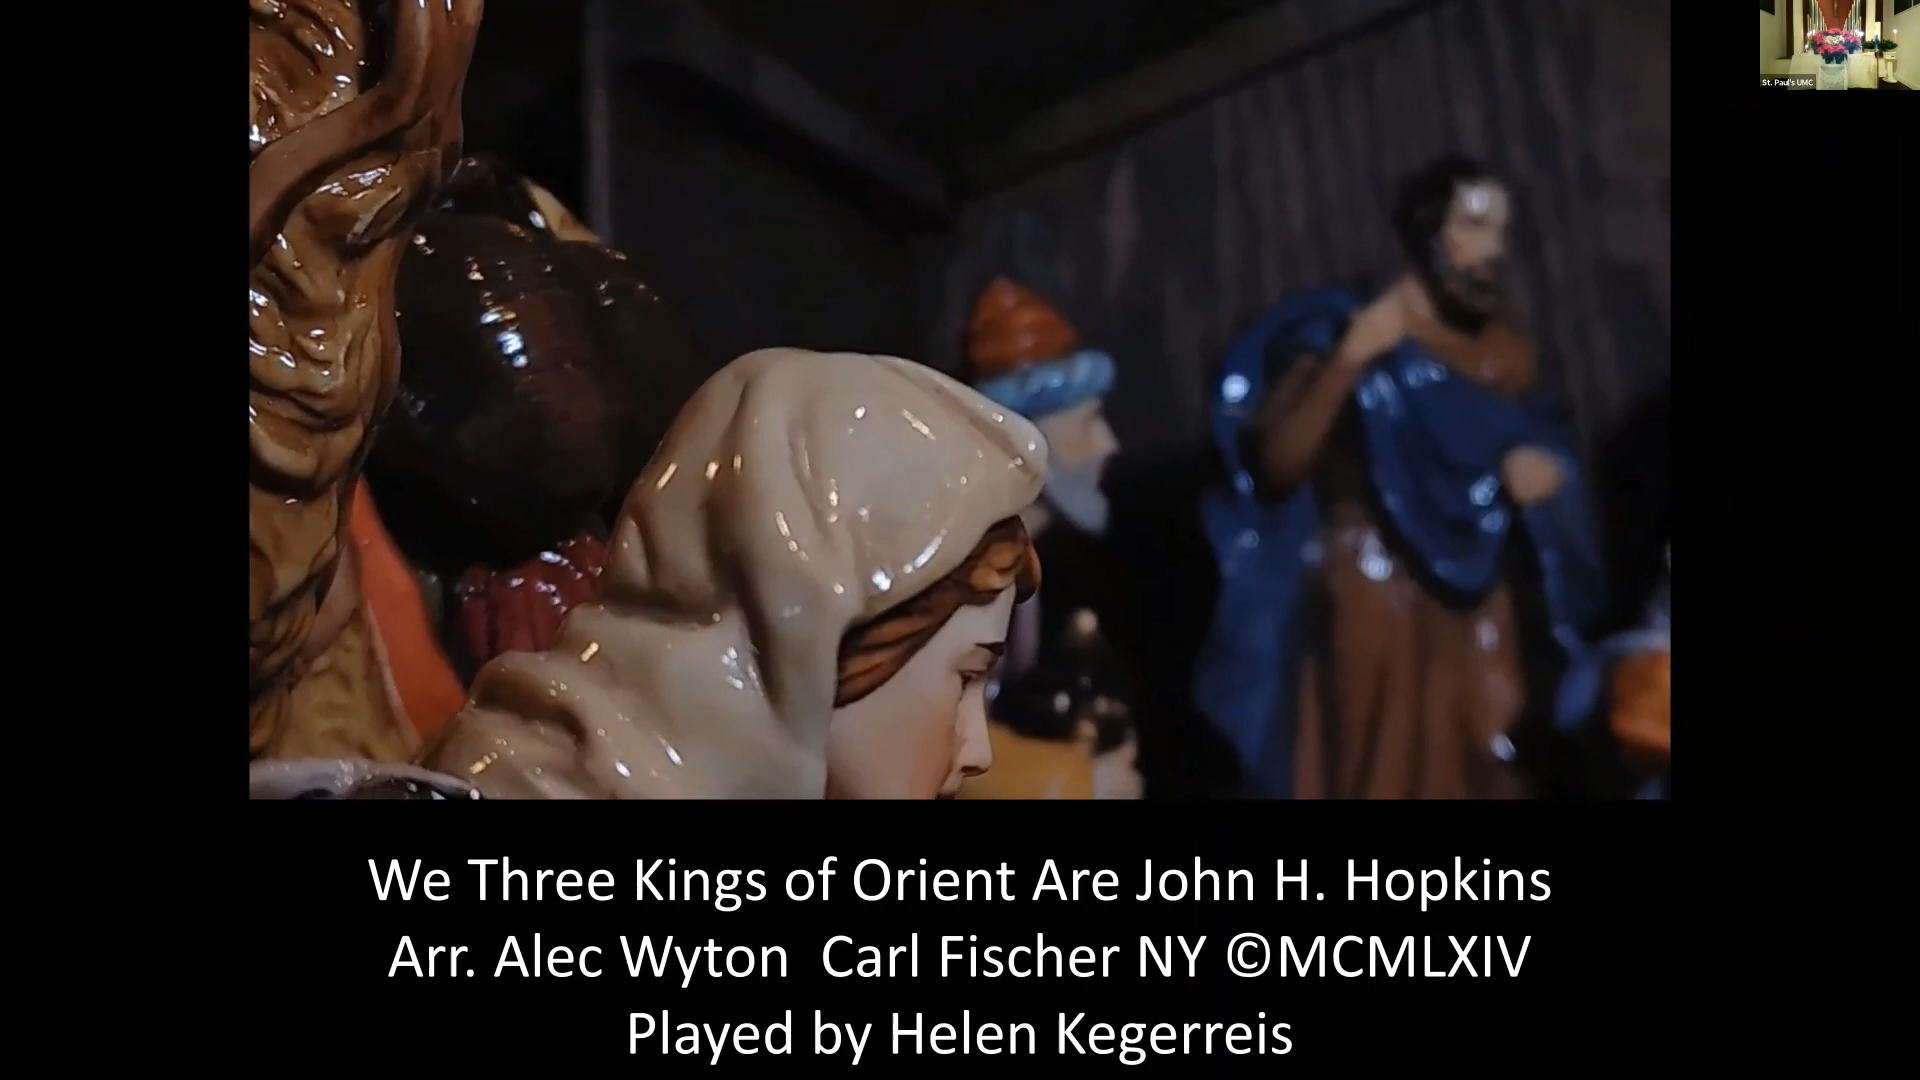 St. Paul's UMC
We Three Kings of Orient Are John H. Hopkins
Arr. Alec Wyton  Carl Fischer NY ©MCMLXIV
Played by Helen Kegerreis